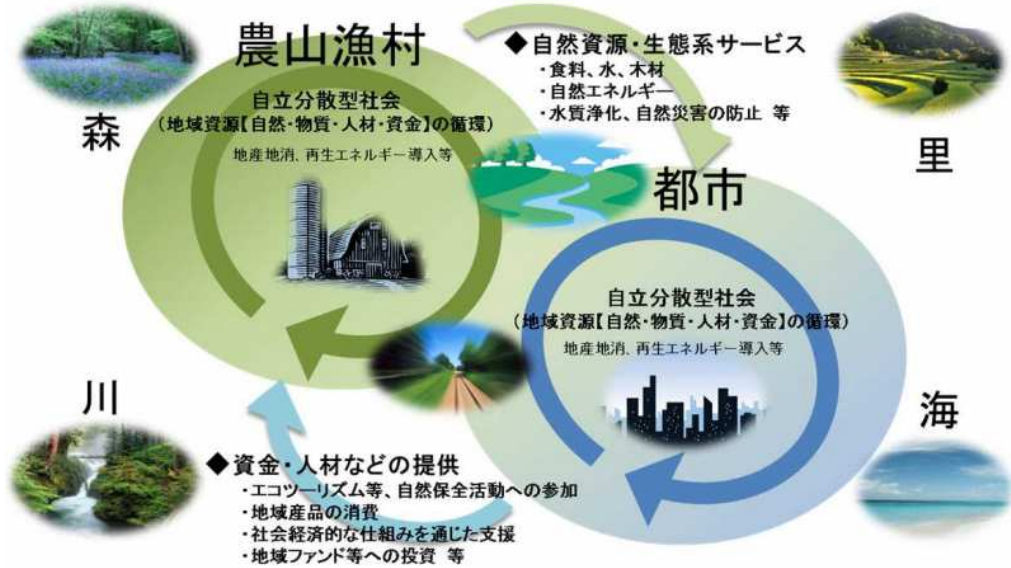 農山漁村
森
自立分散型社会
(地域資源【自然・物質・人材・資金】の循環)
地産地消、再生エネルギー導入等
◆自然資源・生態系サービス
・食料、水、木材
・自然エネルギー
・水質浄化、自然災害の防止 等
里
都市
自立分散型社会
(地域資源【自然・物質・人材・資金】の循環)
地産地消、再生エネルギー導入等
川
◆資金・人材などの提供
・エコツーリズム等、自然保全活動への参加
・地域産品の消費
・社会経済的な仕組みを通じた支援
・地域ファンド等への投資 等
海